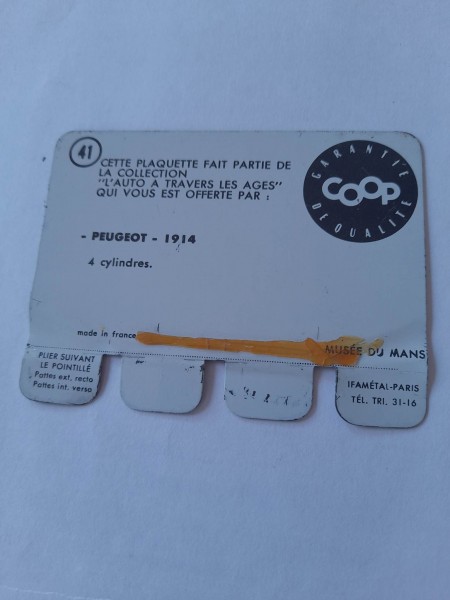 41
CETTE PLAQUETTE FAIT PARTIE DE
LA COLLECTION
"L'AUTO A TRAVERS LES AGES"
QUI VOUS EST OFFERTE PAR :
GARANTIE
COOP
DE QUALITÉ
- PEUGEOT - 1914
4 cylindres.
made in france
MUSÉE DU MANS
PLIER SUIVANT
LE POINTILLÉ
Pattes ext. recto
Pattes int. verso
IFAMÉTAL-PARIS
TÉL. TRI. 31-16